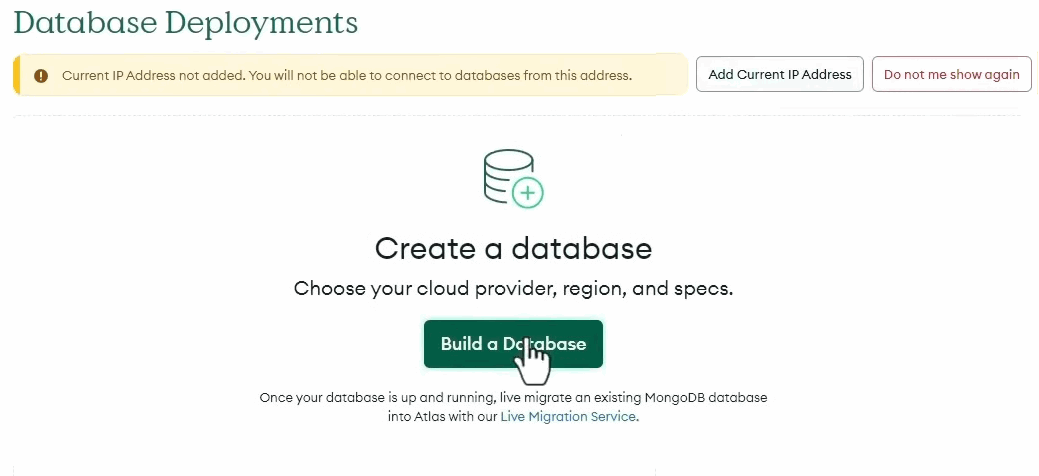 Database Deployments
Current IP Address not added. You will not be able to connect to databases from this address.
Add Current IP Address
Do not me show again
Create a database
Choose your cloud provider, region, and specs.
Build a Database
Once your database is up and running, live migrate an existing MongoDB database
into Atlas with our Live Migration Service.